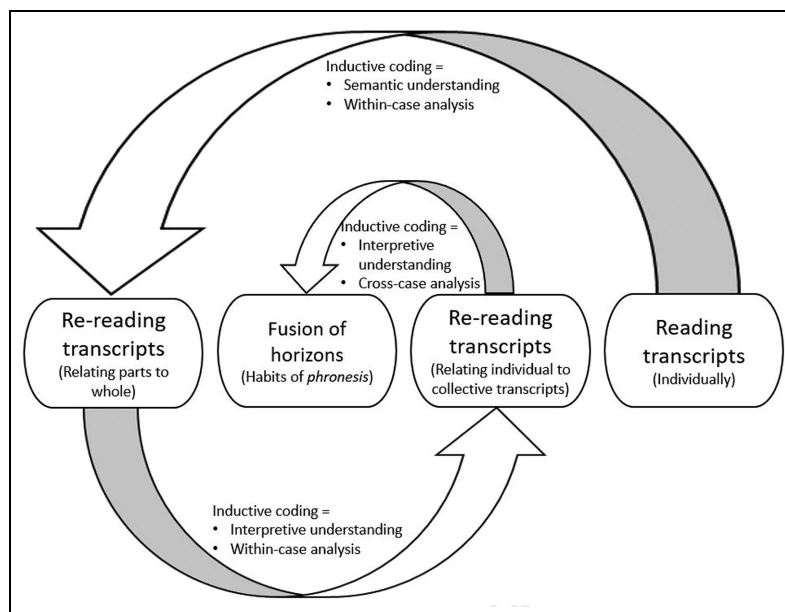 Inductive coding =
• Semantic understanding
• Within-case analysis
Inductive coding =
• Interpretive
understanding
• Cross-case analysis
Re-reading
transcripts
(Relating parts to
whole)
Fusion of
horizons
(Habits of phronesis)
Re-reading
transcripts
(Relating individual to
collective transcripts)
Reading
transcripts
(Individually)
Inductive coding =
• Interpretive understanding
• Within-case analysis